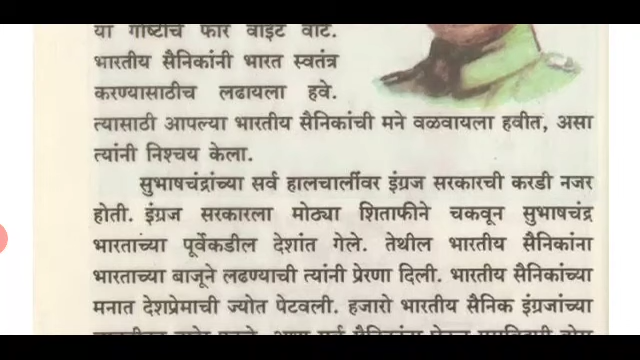 या गोष्टीचे फार वाईट वाटे.
भारतीय सैनिकांनी भारत स्वतंत्र
करण्यासाठीच लढायला हवे.
त्यासाठी आपल्या भारतीय सैनिकांची मने वळवायला हवीत, असा
त्यांनी निश्चय केला.
सुभाषचंद्रांच्या सर्व हालचालींवर इंग्रज सरकारची करडी नजर
होती. इंग्रज सरकारला मोठ्या शिताफीने चकवून सुभाषचंद्र
भारताच्या पूर्वेकडील देशांत गेले. तेथील भारतीय सैनिकांना
भारताच्या बाजूने लढण्याची त्यांनी प्रेरणा दिली. भारतीय सैनिकांच्या
मनात देशप्रेमाची ज्योत पेटवली. हजारो भारतीय सैनिक इंग्रजांच्या